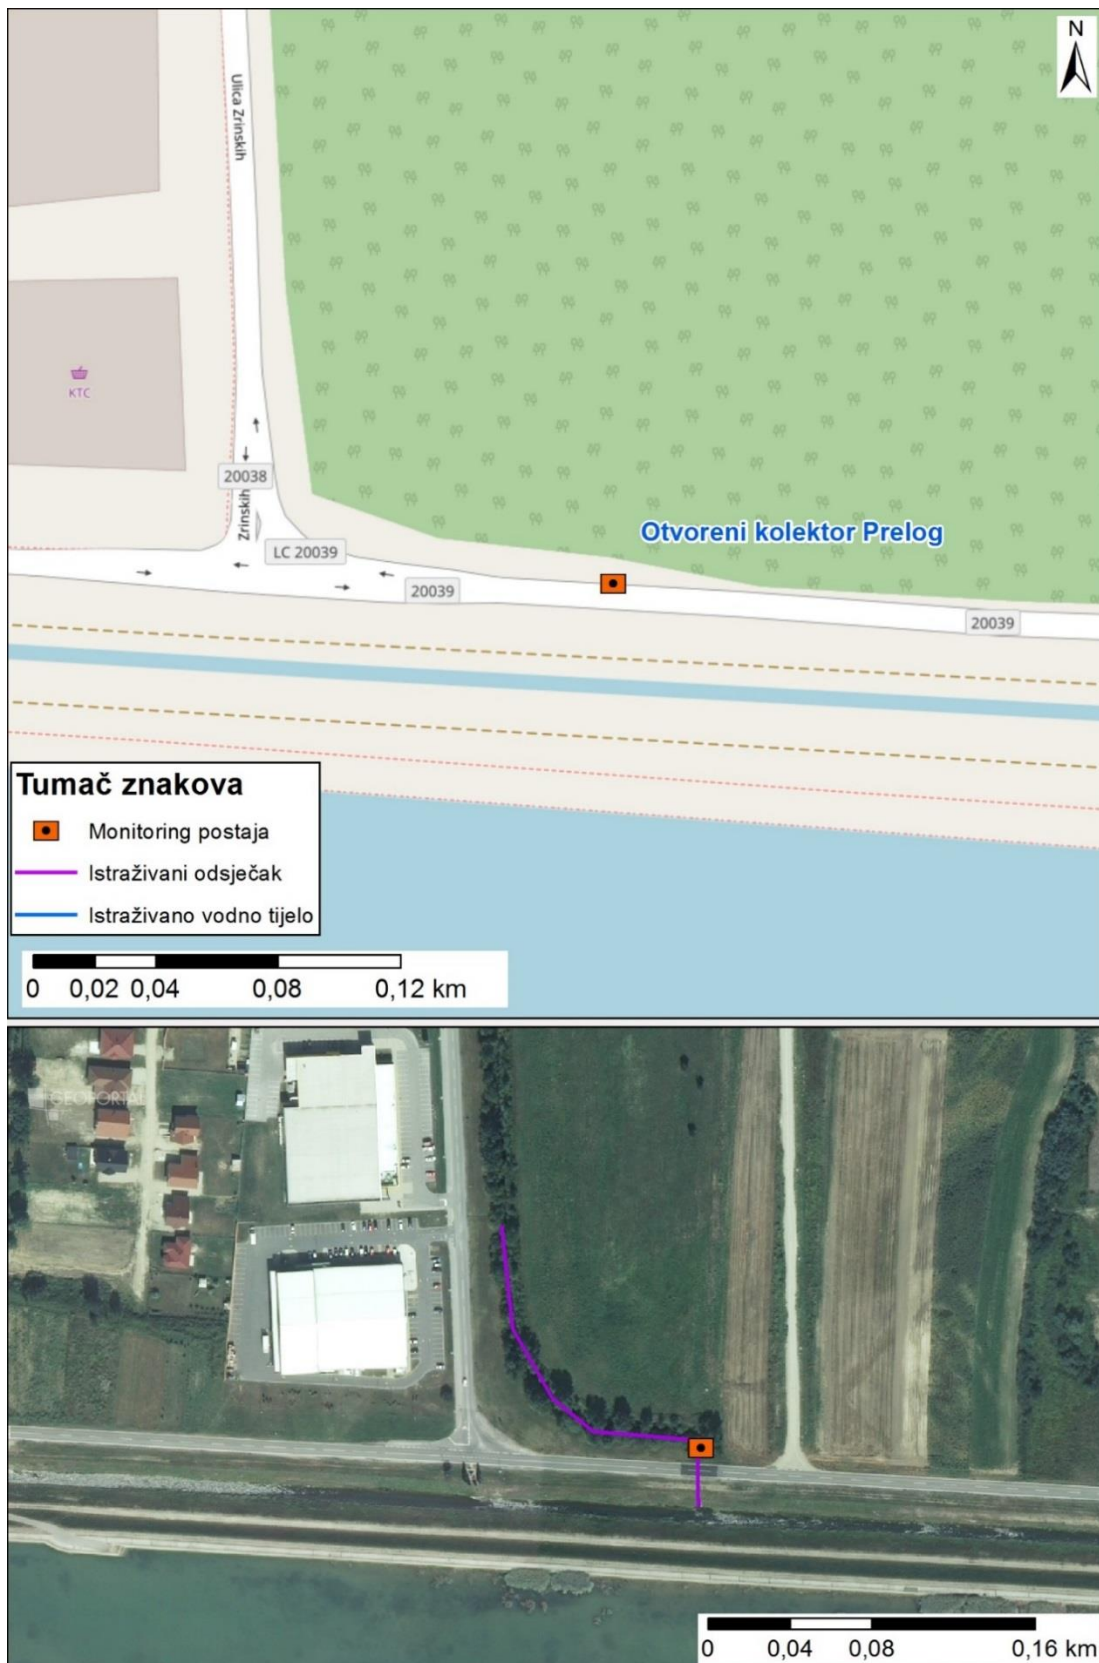 N
Ulica Zrinskih
KTC
20038
Zrinskih
LC 20039
20039
Otvoreni kolektor Prelog
20039
Tumač znakova
Monitoring postaja
Istraživani odsječak
Istraživano vodno tijelo
0 0,02 0,04 0,08 0,12 km
GEOPORTAL
0 0,04 0,08 0,16 km